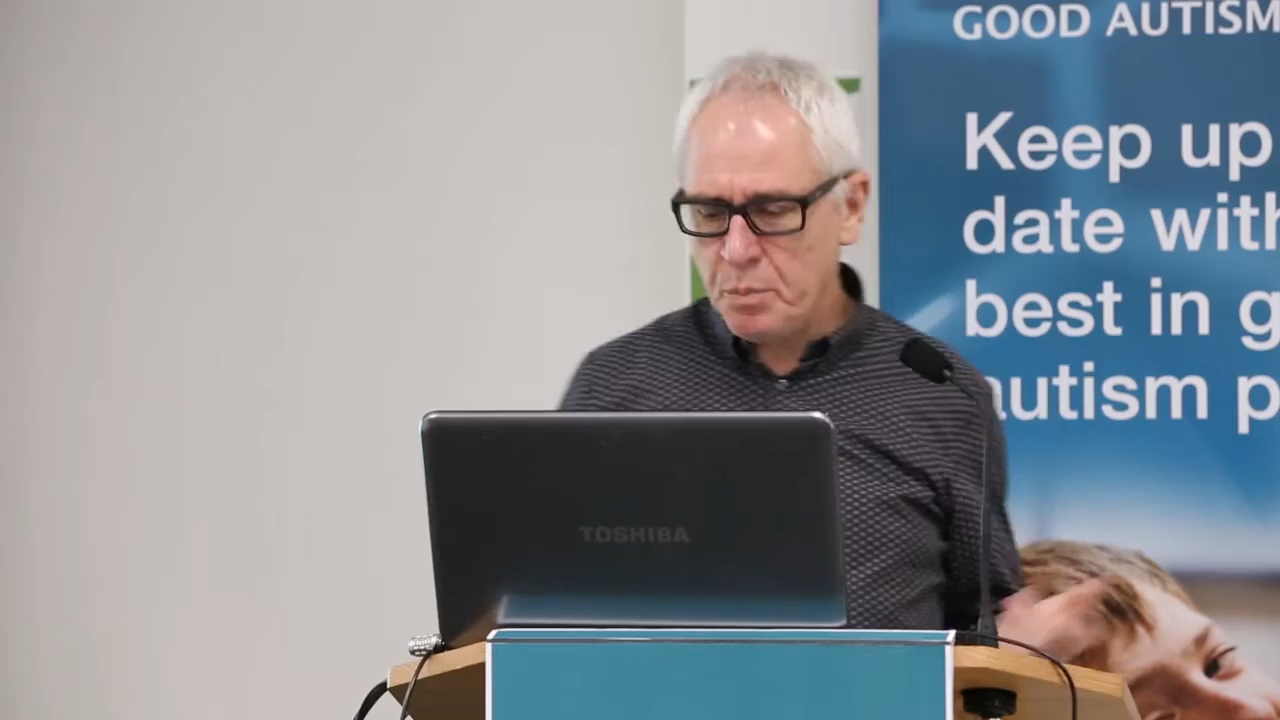 GOOD AUTISM
Keep up
date with
best in g
autism p
TOSHIBA